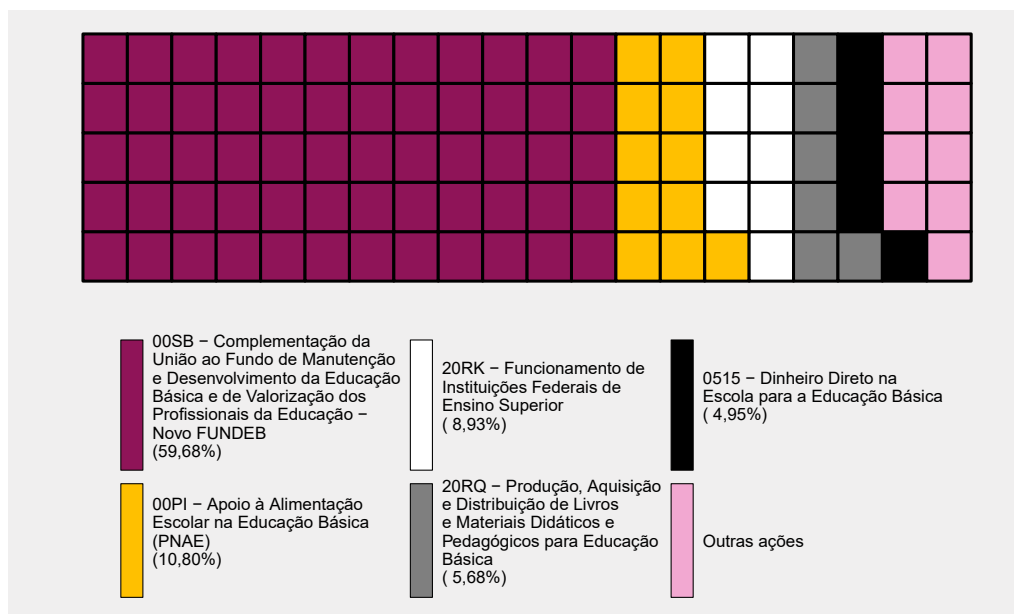 00SB − Complementação da
União ao Fundo de Manutenção
e Desenvolvimento da Educação
Básica e de Valorização dos
Profissionais da Educação −
Novo FUNDEB
(59,68%)
00PI − Apoio à Alimentação
Escolar na Educação Básica
(PNAE)
(10,80%)
20RK − Funcionamento de
Instituições Federais de
Ensino Superior
( 8,93%)
20RQ − Produção, Aquisição
e Distribuição de Livros
e Materiais Didáticos e
Pedagógicos para Educação
Básica
( 5,68%)
0515 − Dinheiro Direto na
Escola para a Educação Básica
( 4,95%)
Outras ações